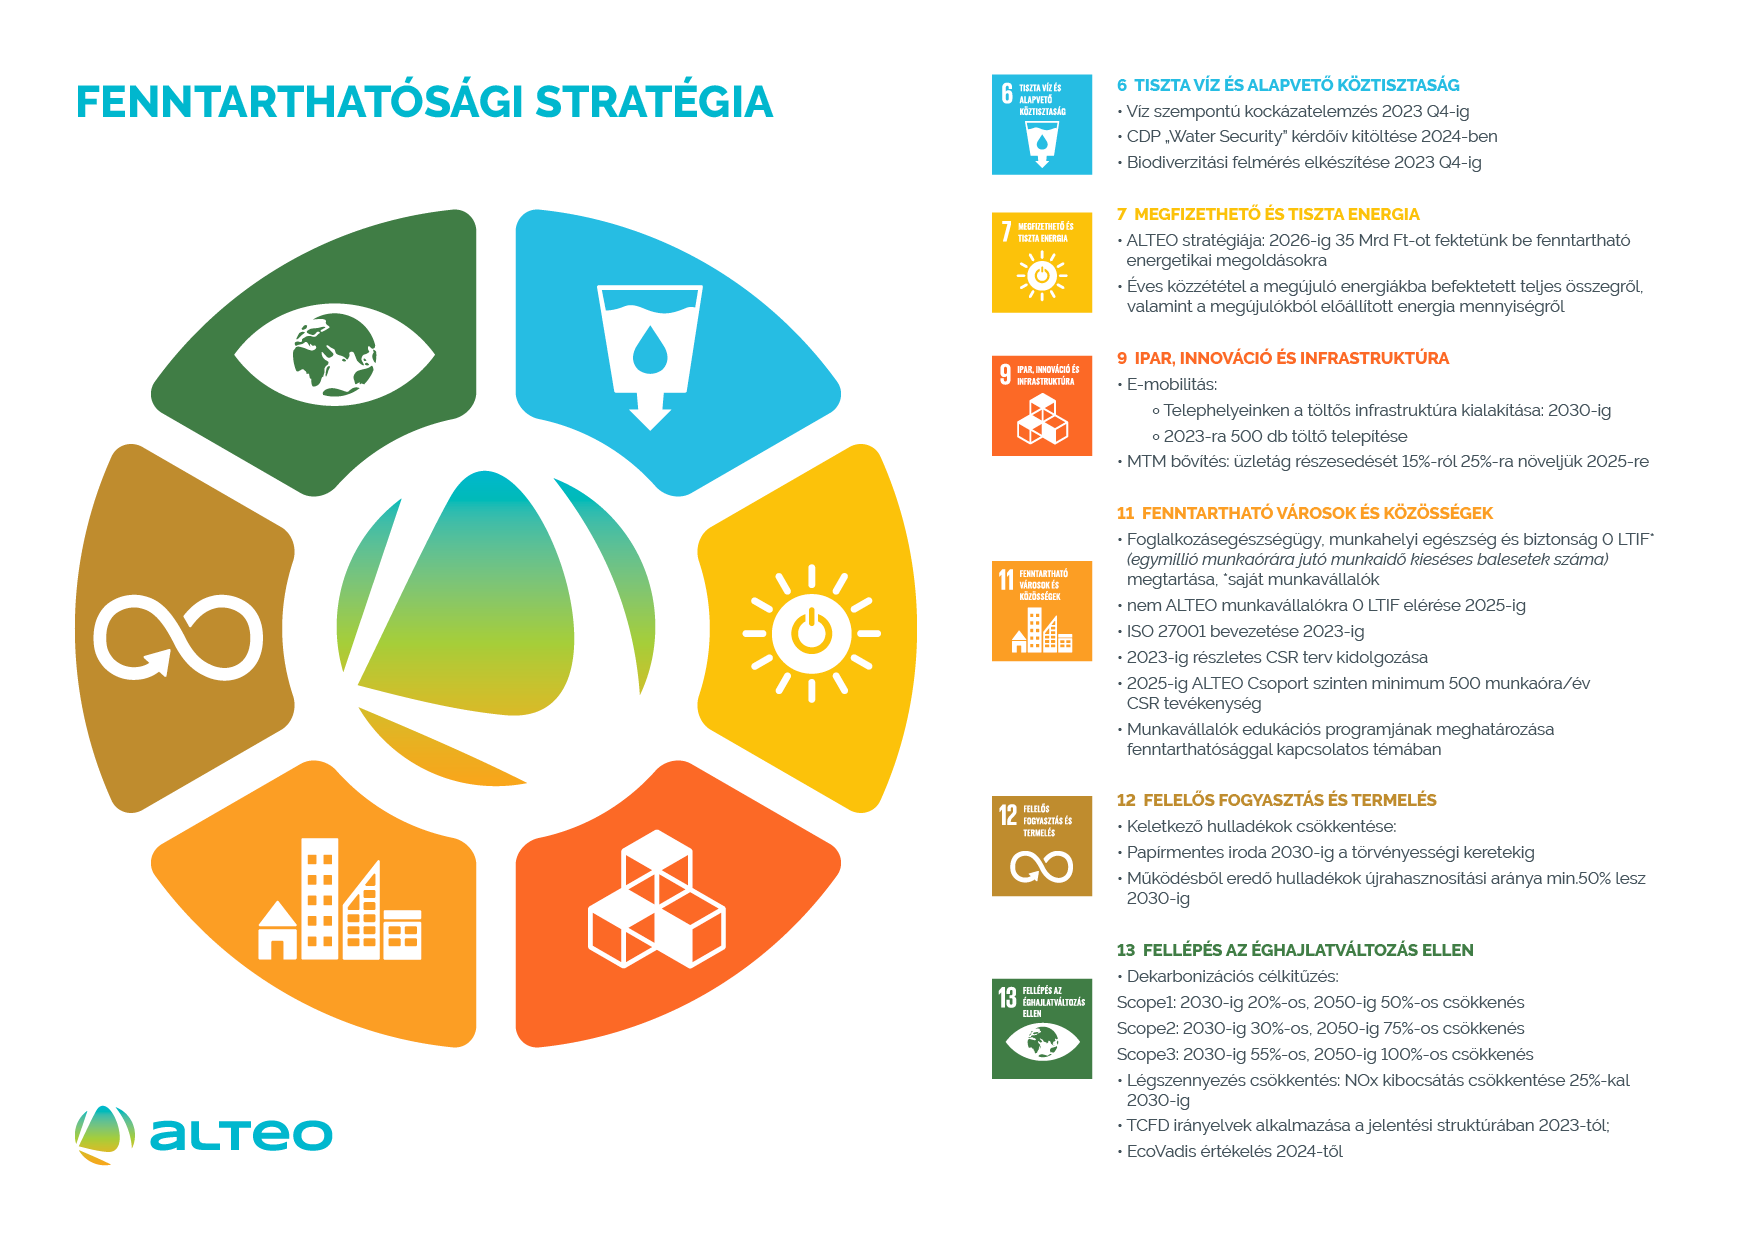 FENNTARTHATÓSÁGI STRATÉGIA
6 TISZTA VÍZ ÉS
ALAPVETŐ
KÖZTISZTASÁG
6 TISZTA VÍZ ÉS ALAPVETŐ KÖZTISZTASÁG
• Víz szempontú kockázatelemzés 2023 Q4-ig
• CDP „Water Security” kérdőív kitöltése 2024-ben
• Biodiverzitási felmérés elkészítése 2023 Q4-ig
7 MEGFIZETHETŐ ÉS
TISZTA ENERGIA
7 MEGFIZETHETŐ ÉS TISZTA ENERGIA
• ALTEO stratégiája: 2026-ig 35 Mrd Ft-ot fektetünk be fenntartható
energetikai megoldásokra
• Éves közzététel a megújuló energiákba befektetett teljes összegről,
valamint a megújulókból előállított energia mennyiségről
9 IPAR, INNOVÁCIÓ ÉS
INFRASTRUKTÚRA
9 IPAR, INNOVÁCIÓ ÉS INFRASTRUKTÚRA
• E-mobilitás:
o Telephelyeinken a töltős infrastruktúra kialakítása: 2030-ig
o 2023-ra 500 db töltő telepítése
• MTM bővítés: üzletág részesedését 15%-ról 25%-ra növeljük 2025-re
11 FENNTARTHATÓ
VÁROSOK ÉS
KÖZÖSSÉGEK
11 FENNTARTHATÓ VÁROSOK ÉS KÖZÖSSÉGEK
• Foglalkozásegészségügy, munkahelyi egészség és biztonság 0 LTIF*
(egymillió munkaórára jutó munkaidő kieséses balesetek száma)
megtartása, *saját munkavállalók
• nem ALTEO munkavállalókra 0 LTIF elérése 2025-ig
• ISO 27001 bevezetése 2023-ig
• 2023-ig részletes CSR terv kidolgozása
• 2025-ig ALTEO Csoport szinten minimum 500 munkaóra/év
CSR tevékenység
• Munkavállalók edukációs programjának meghatározása
fenntarthatósággal kapcsolatos témában
12 FELELŐS
FOGYASZTÁS ÉS
TERMELÉS
12 FELELŐS FOGYASZTÁS ÉS TERMELÉS
• Keletkező hulladékok csökkentése:
• Papírmentes iroda 2030-ig a törvényességi keretekig
• Működésből eredő hulladékok újrahasznosítási aránya min.50% lesz
2030-ig
13 FELLÉPÉS AZ
ÉGHAJLATVÁLTOZÁS
ELLEN
13 FELLÉPÉS AZ ÉGHAJLATVÁLTOZÁS ELLEN
• Dekarbonizációs célkitűzés:
Scope1: 2030-ig 20%-os, 2050-ig 50%-os csökkenés
Scope2: 2030-ig 30%-os, 2050-ig 75%-os csökkenés
Scope3: 2030-ig 55%-os, 2050-ig 100%-os csökkenés
• Légszennyezés csökkentés: NOx kibocsátás csökkentése 25%-kal
2030-ig
• TCFD irányelvek alkalmazása a jelentési struktúrában 2023-tól;
• EcoVadis értékelés 2024-től
ALTEO